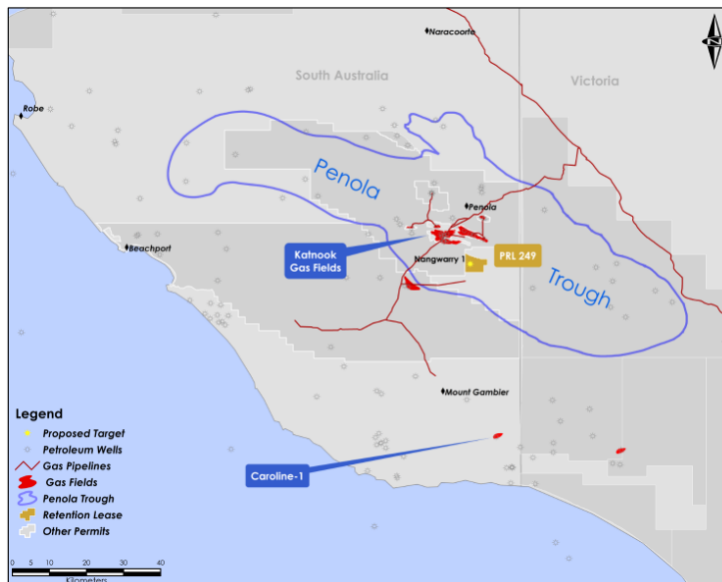 Naracoorte
N
South Australia
Victoria
Robe
Penola
Penola
Katnook
Gas Fields
Nangwarry 1
PRL 249
Beachport
Trough
Mount Gambier
Caroline-1
Legend
Proposed Target
Petroleum Wells
Gas Pipelines
Gas Fields
Penola Trough
Retention Lease
Other Permits
0 5 10 20 30 40
Kilometers